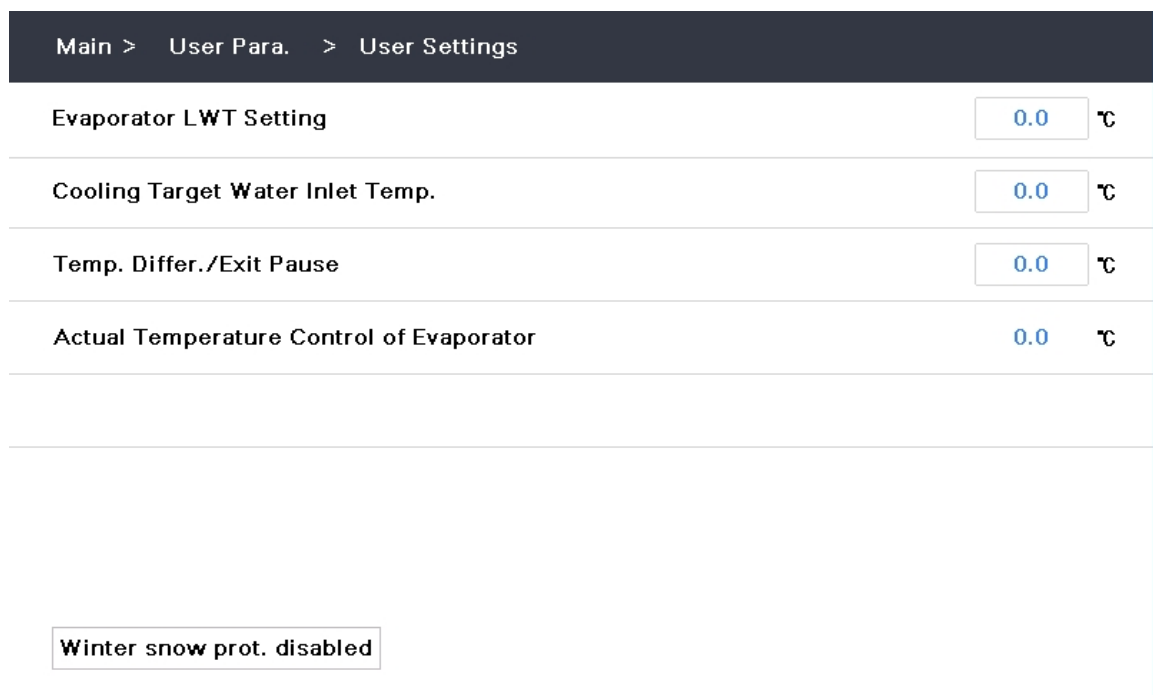 Main > User Para. > User Settings
Evaporator LWT Setting 0.0 ℃
Cooling Target Water Inlet Temp. 0.0 ℃
Temp. Differ./Exit Pause 0.0 ℃
Actual Temperature Control of Evaporator 0.0 ℃
Winter snow prot. disabled